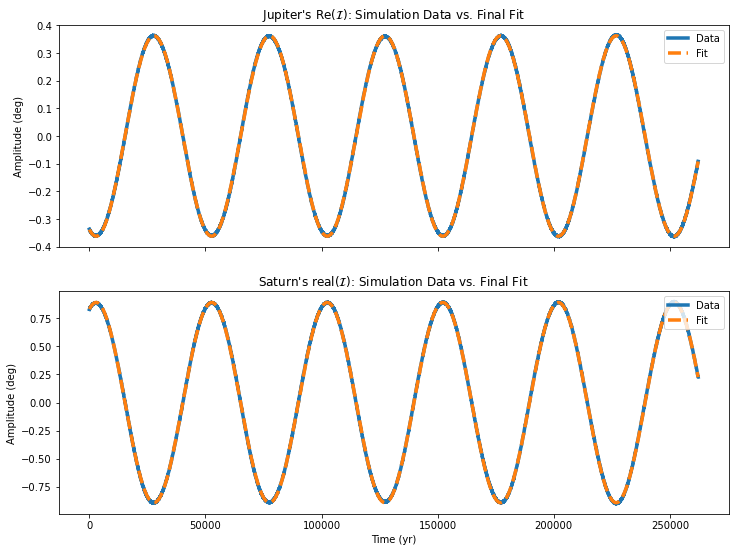 Jupiter's Re(ℐ): Simulation Data vs. Final Fit
0.4
0.3
0.2
0.1
0.0
−0.1
−0.2
−0.3
−0.4
Amplitude (deg)
Data
Fit
Saturn's real(ℐ): Simulation Data vs. Final Fit
0.75
0.50
0.25
0.00
−0.25
−0.50
−0.75
Amplitude (deg)
Data
Fit
0 50000 100000 150000 200000 250000
Time (yr)